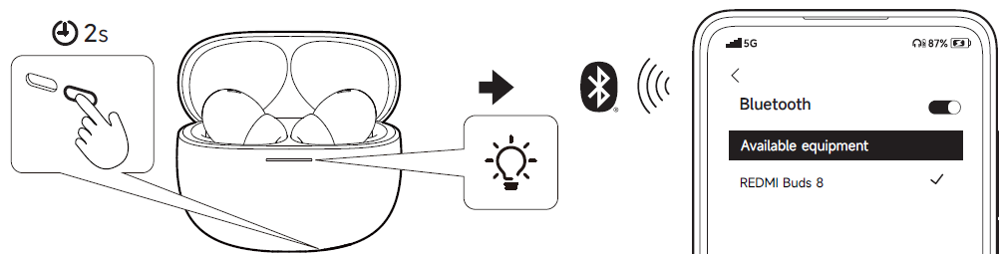 2s
5G
87%
Bluetooth
Available equipment
REDMI Buds 8